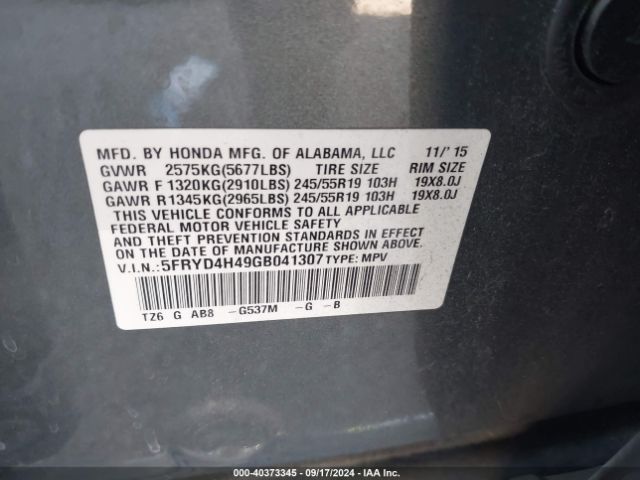 MFD. BY HONDA MFG. OF ALABAMA, LLC 11/' 15
GVWR 2575KG(5677LBS) TIRE SIZE RIM SIZE
GAWR F 1320KG(2910LBS) 245/55R19 103H 19X8.0J
GAWR R1345KG(2965LBS) 245/55R19 103H 19X8.0J
THIS VEHICLE CONFORMS TO ALL APPLICABLE
FEDERAL MOTOR VEHICLE SAFETY
AND THEFT PREVENTION STANDARDS IN EFFECT
ON THE DATE OF MANUFACTURE SHOWN ABOVE.
V.I.N.: 5FRYD4H49GB041307 TYPE: MPV
TZ6 G AB8 -G537M -G -B
000-40373345 - 09/17/2024 - IAA Inc.